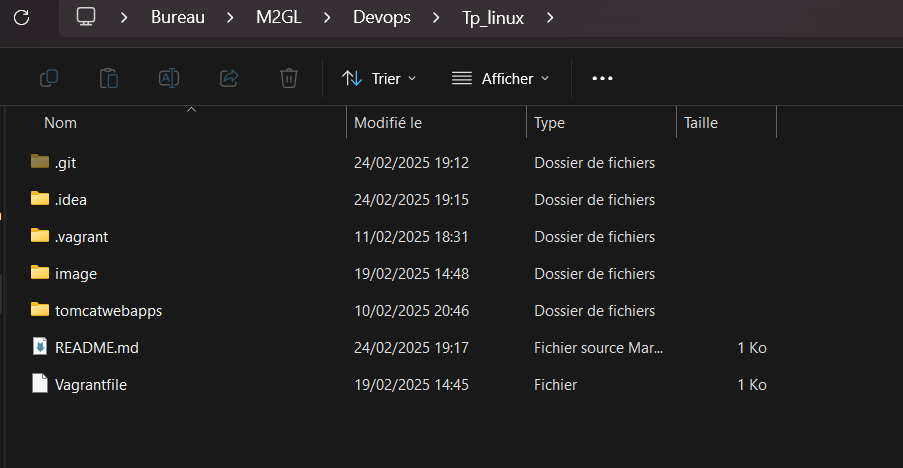 Bureau > M2GL > Devops > Tp_linux >
Trier Afficher
Nom Modifié le Type Taille
.git 24/02/2025 19:12 Dossier de fichiers
.idea 24/02/2025 19:15 Dossier de fichiers
.vagrant 11/02/2025 18:31 Dossier de fichiers
image 19/02/2025 14:48 Dossier de fichiers
tomcatwebapps 10/02/2025 20:46 Dossier de fichiers
README.md 24/02/2025 19:17 Fichier source Mar... 1 Ko
Vagrantfile 19/02/2025 14:45 Fichier 1 Ko